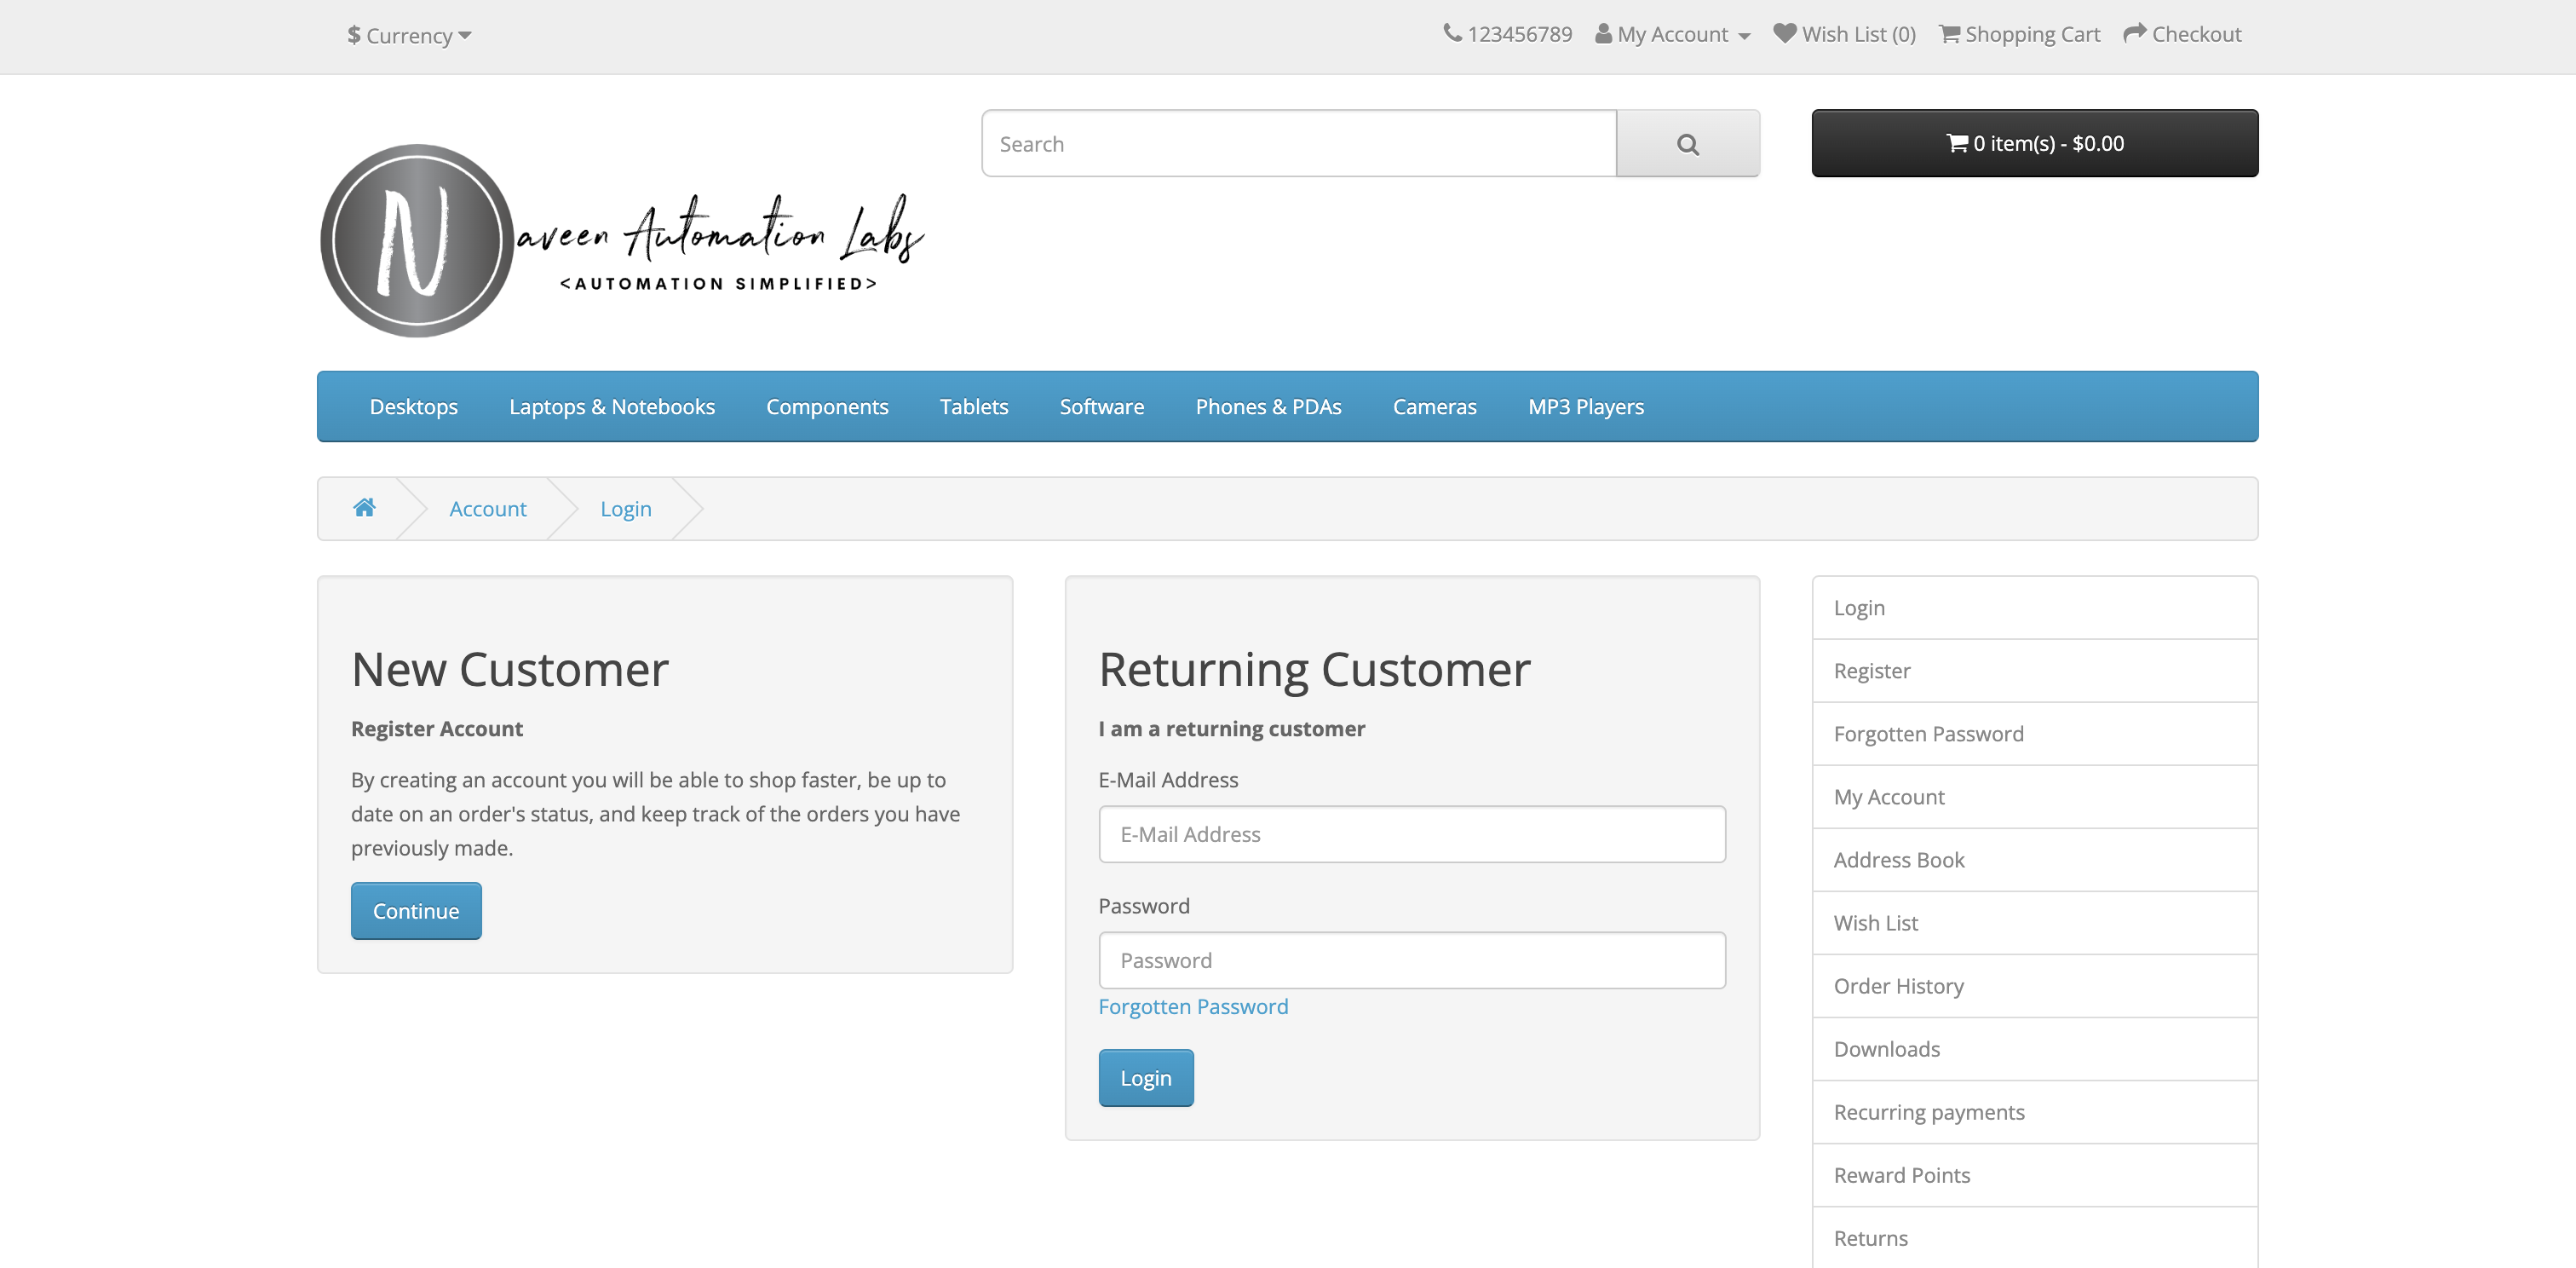 $ Currency
123456789 My Account Wish List (0) Shopping Cart Checkout
Search
0 item(s) - $0.00
Naveen Automation Labs
<AUTOMATION SIMPLIFIED>
Desktops Laptops & Notebooks Components Tablets Software Phones & PDAs Cameras MP3 Players
Account Login
New Customer
Register Account
By creating an account you will be able to shop faster, be up to
date on an order's status, and keep track of the orders you have
previously made.
Continue
Returning Customer
I am a returning customer
E-Mail Address
E-Mail Address
Password
Password
Forgotten Password
Login
Login
Register
Forgotten Password
My Account
Address Book
Wish List
Order History
Downloads
Recurring payments
Reward Points
Returns